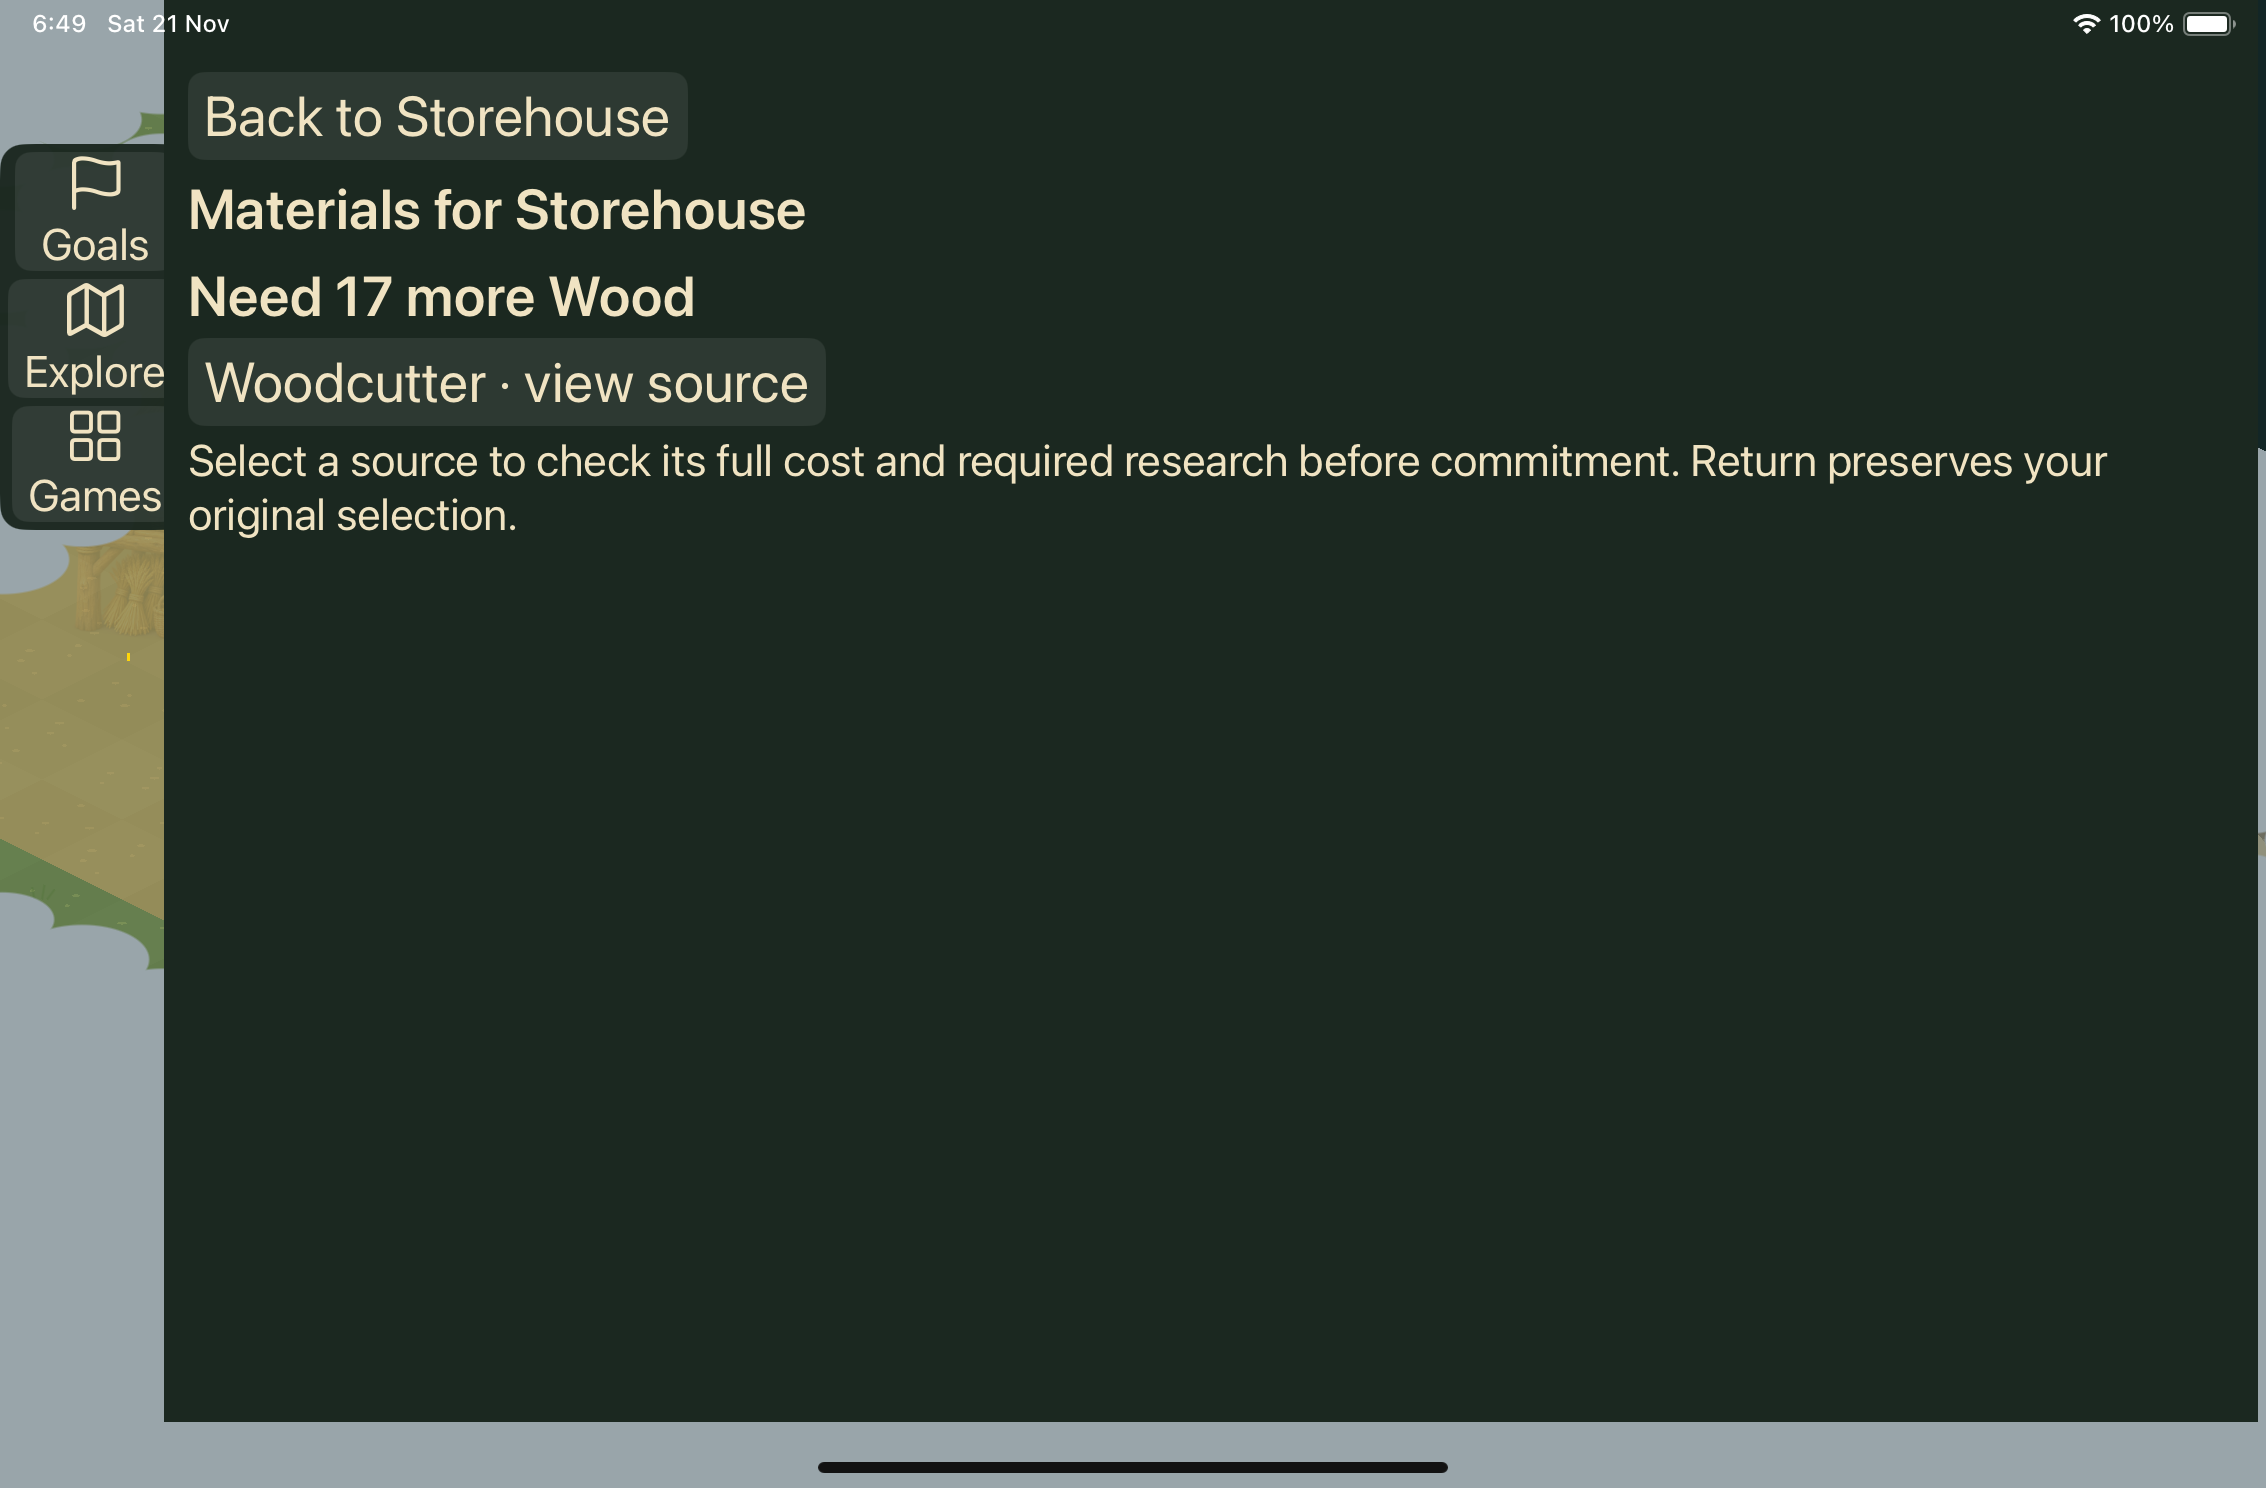 6:49 Sat 21 Nov
100%
Back to Storehouse
Materials for Storehouse
Goals
Need 17 more Wood
Explore
Woodcutter · view source
Games
Select a source to check its full cost and required research before commitment. Return preserves your
original selection.